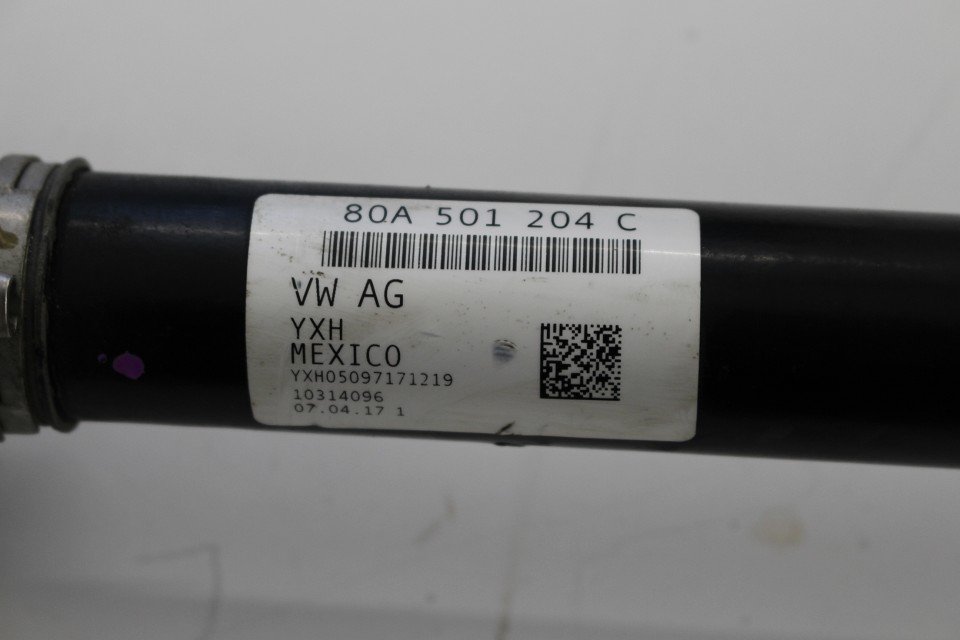 80A 501 204 C
VW AG
YXH
MEXICO
YXH05097171219
10314096
07.04.17 1